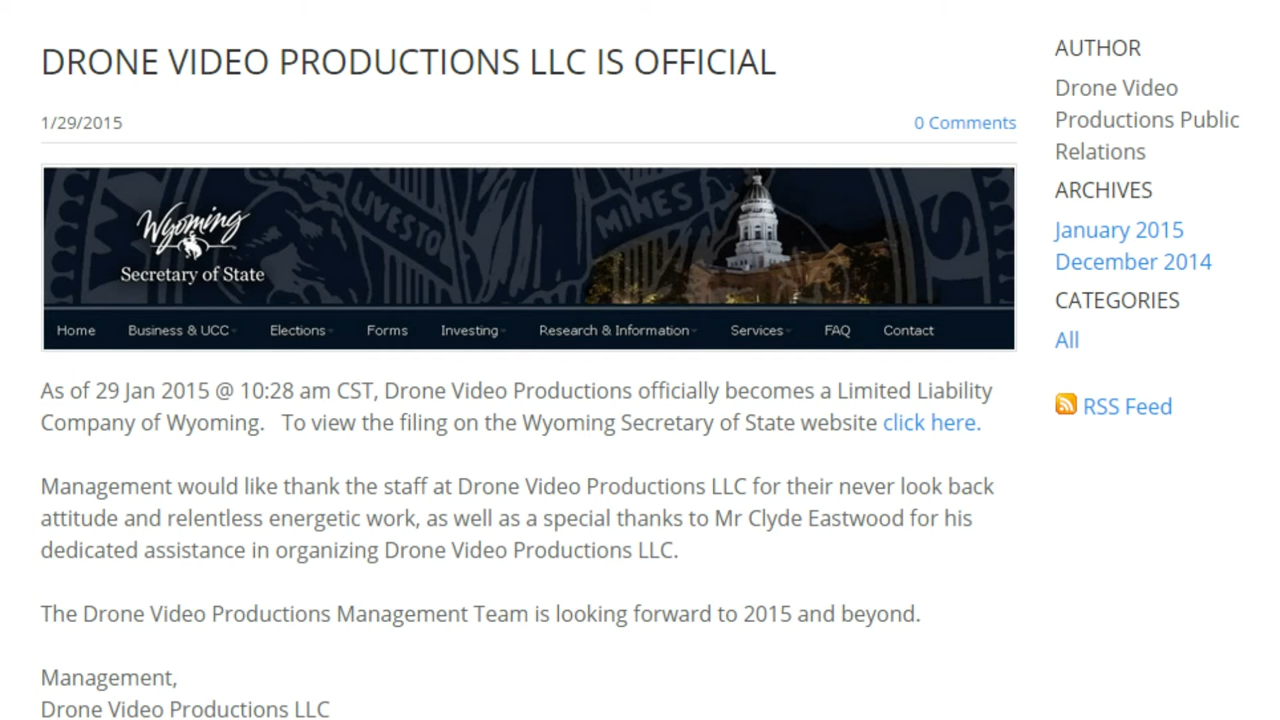 DRONE VIDEO PRODUCTIONS LLC IS OFFICIAL
1/29/2015
0 Comments
LIVESTO
MINES
Wyoming
Secretary of State
Home Business & UCC Elections Forms Investing Research & Information Services FAQ Contact
As of 29 Jan 2015 @ 10:28 am CST, Drone Video Productions officially becomes a Limited Liability
Company of Wyoming. To view the filing on the Wyoming Secretary of State website click here.
Management would like thank the staff at Drone Video Productions LLC for their never look back
attitude and relentless energetic work, as well as a special thanks to Mr Clyde Eastwood for his
dedicated assistance in organizing Drone Video Productions LLC.
The Drone Video Productions Management Team is looking forward to 2015 and beyond.
Management,
Drone Video Productions LLC
AUTHOR
Drone Video
Productions Public
Relations
ARCHIVES
January 2015
December 2014
CATEGORIES
All
RSS Feed